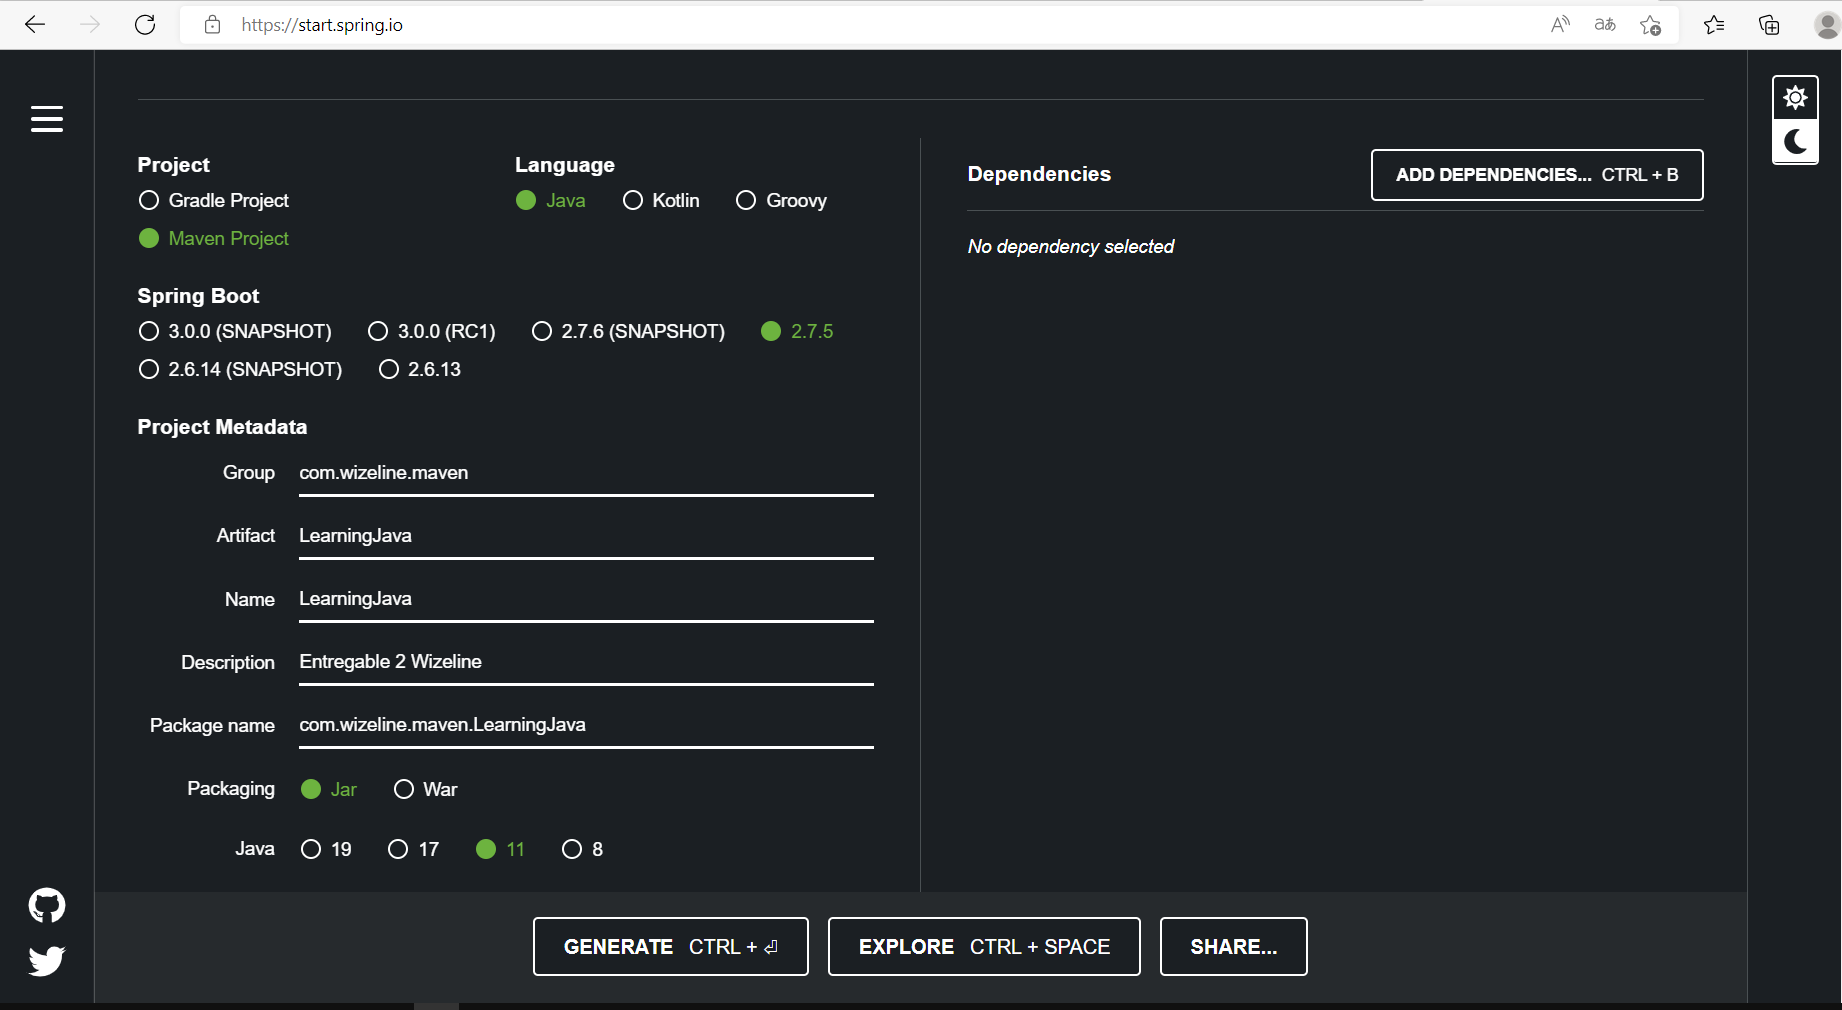 https://start.spring.io
Project
Gradle Project
Maven Project
Language
Java Kotlin Groovy
Spring Boot
3.0.0 (SNAPSHOT) 3.0.0 (RC1) 2.7.6 (SNAPSHOT) 2.7.5
2.6.14 (SNAPSHOT) 2.6.13
Project Metadata
Group com.wizeline.maven
Artifact LearningJava
Name LearningJava
Description Entregable 2 Wizeline
Package name com.wizeline.maven.LearningJava
Packaging Jar War
Java 19 17 11 8
Dependencies
ADD DEPENDENCIES... CTRL + B
No dependency selected
GENERATE CTRL + ⏎
EXPLORE CTRL + SPACE
SHARE...